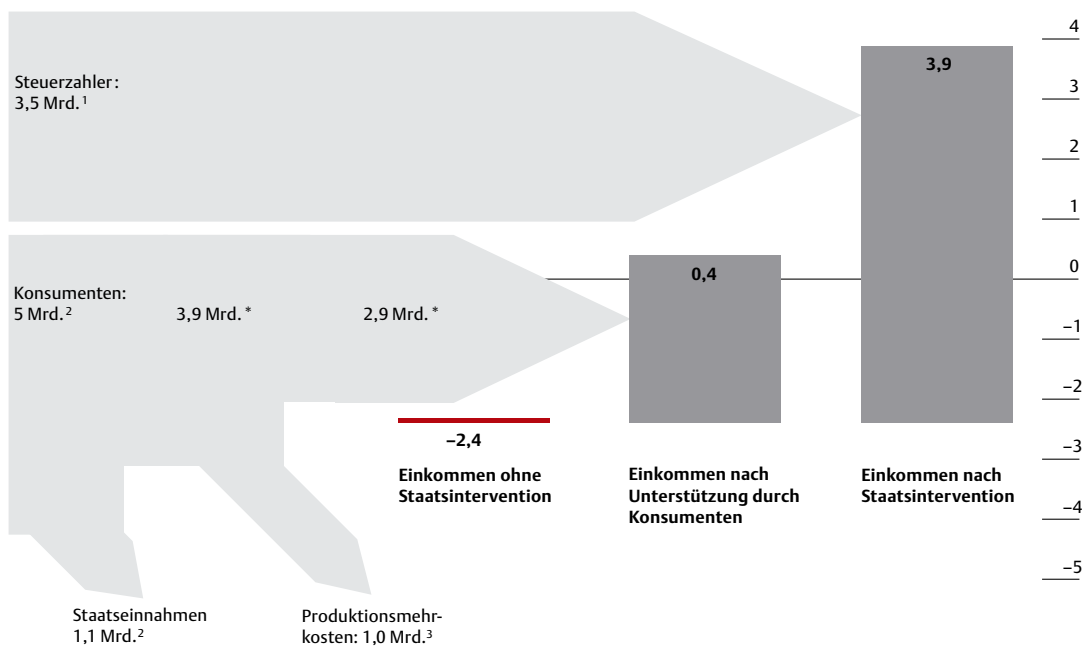 Steuerzahler:
3,5 Mrd.¹
Konsumenten:
5 Mrd.²
3,9 Mrd. *
2,9 Mrd. *
–2,4
0,4
3,9
Einkommen ohne
Staatsintervention
Einkommen nach
Unterstützung durch
Konsumenten
Einkommen nach
Staatsintervention
Staatseinnahmen
1,1 Mrd.²
Produktionsmehr-
kosten: 1,0 Mrd.³
4
3
2
1
0
–1
–2
–3
–4
–5